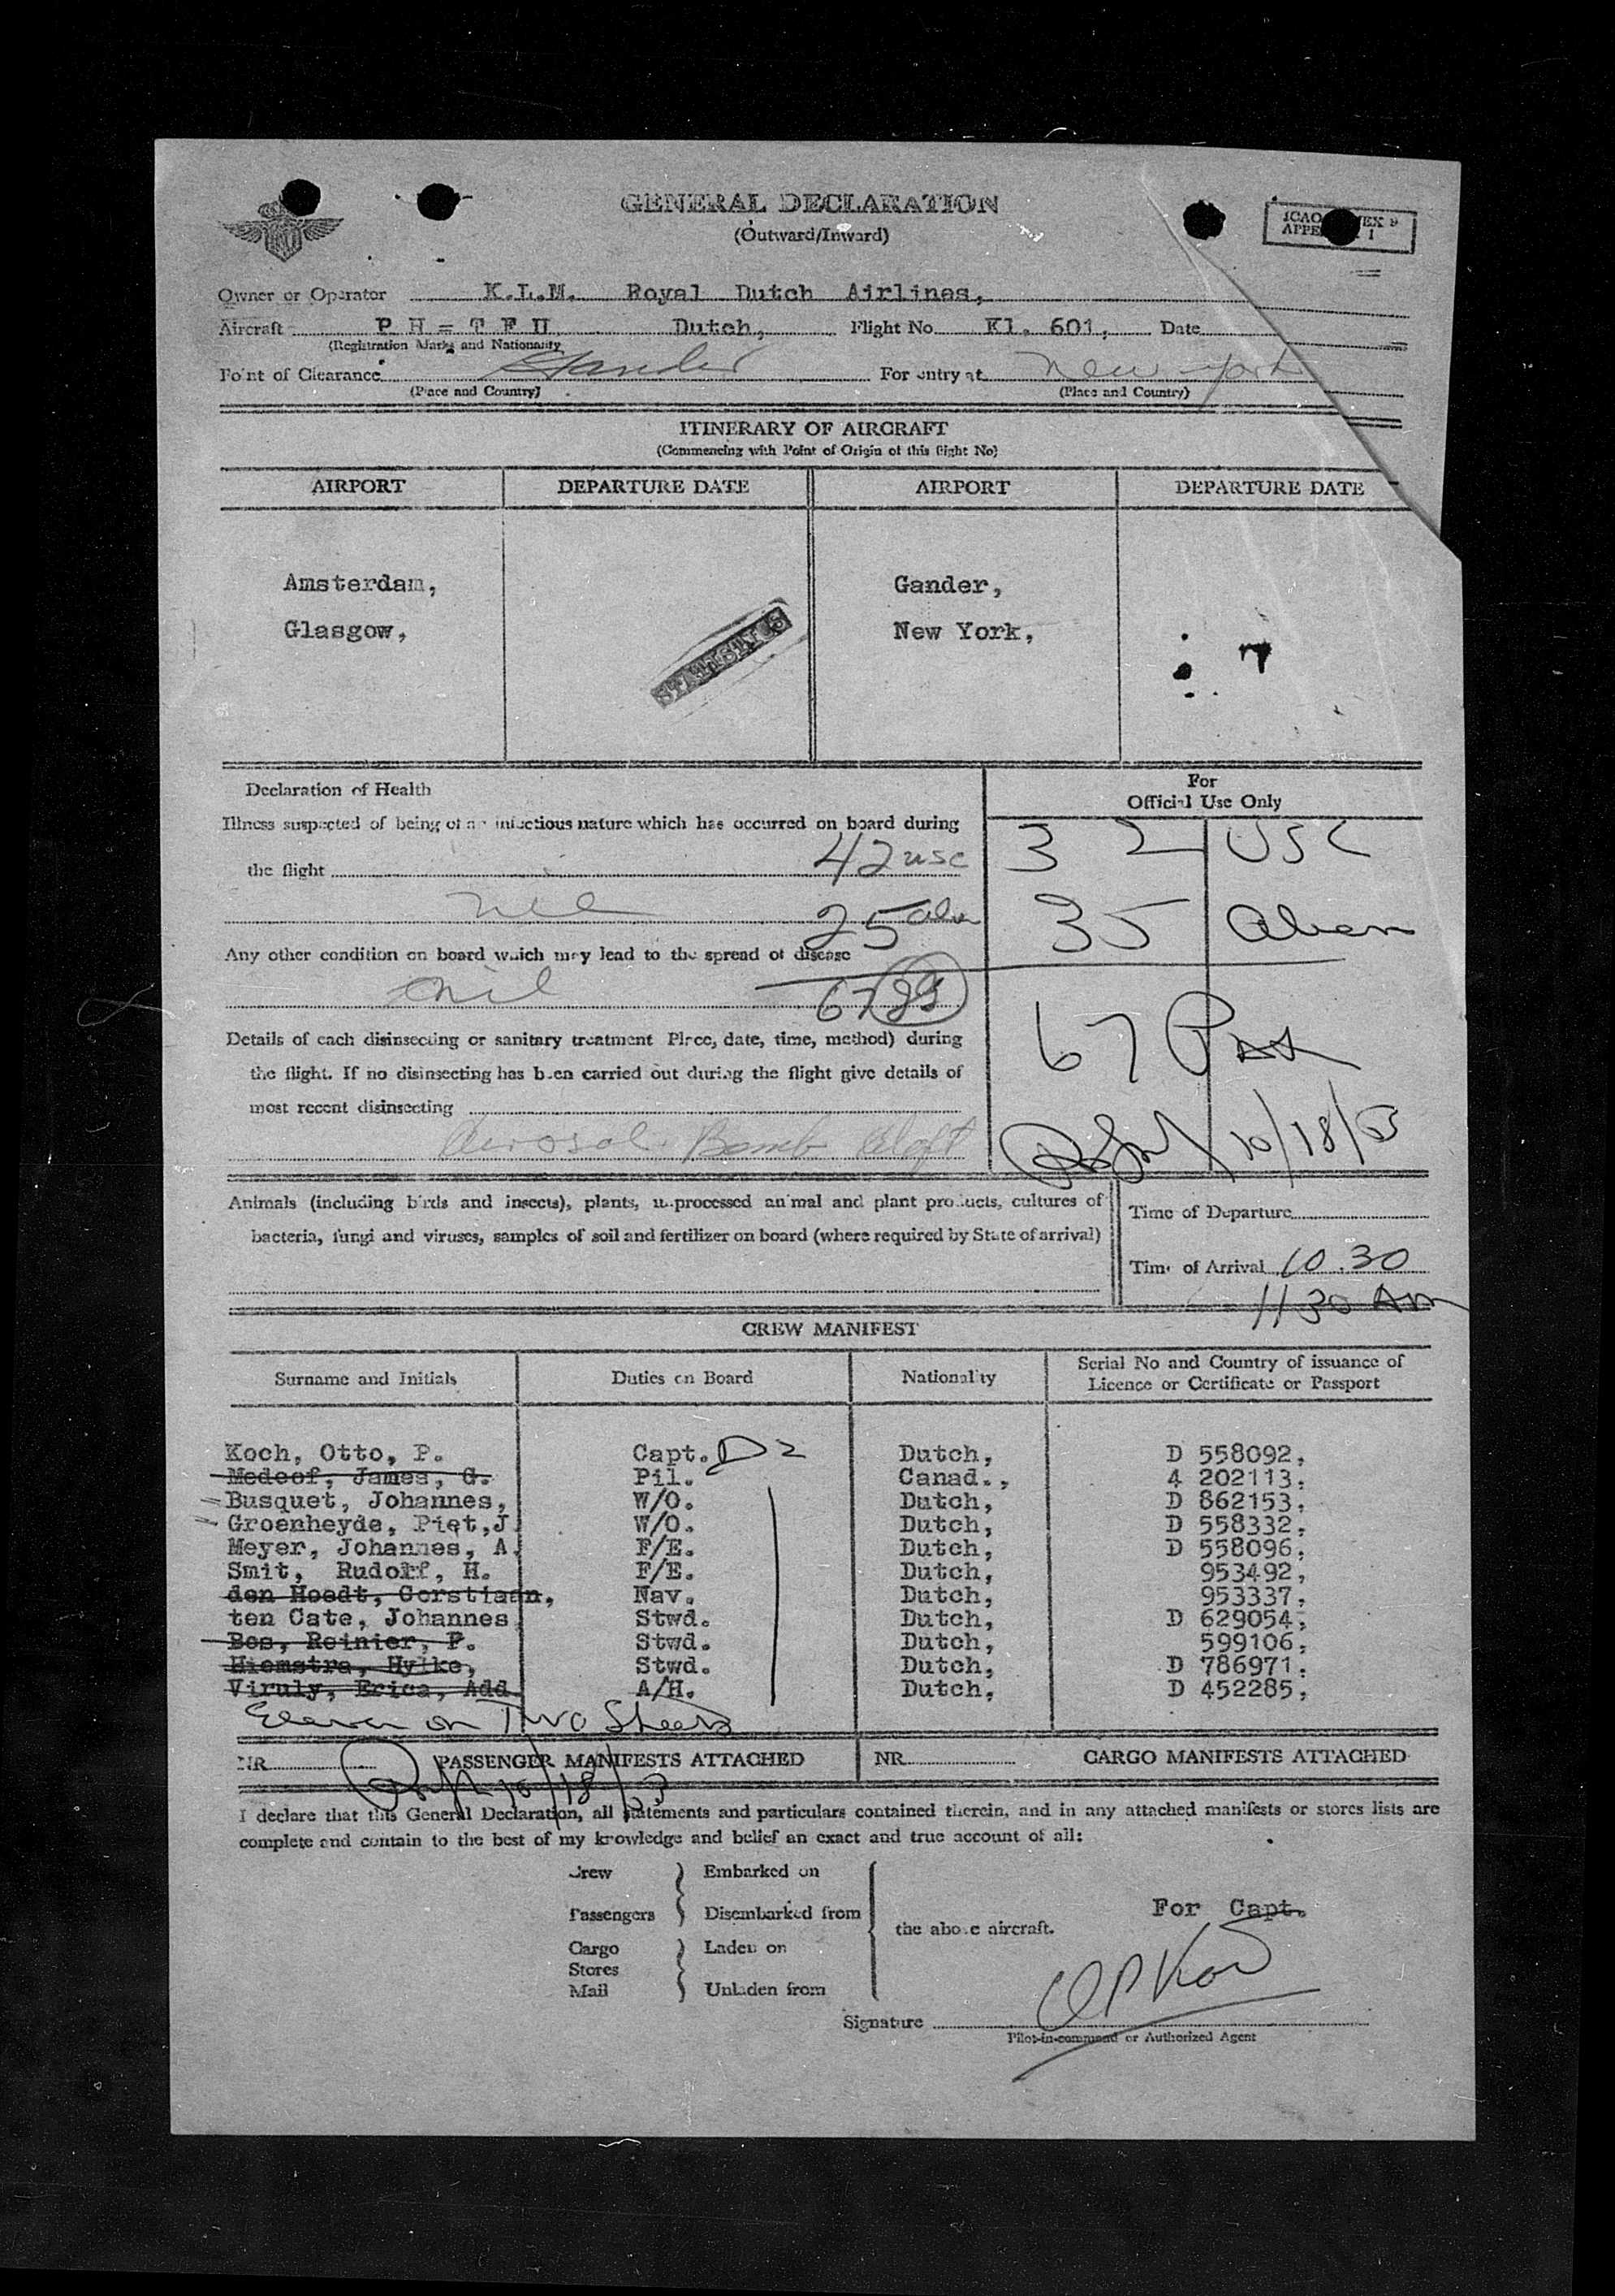 GENERAL DECLARATION
(Outward/Inward)
ICAO EX 9
APPE 1
Owner or Operator K.L.M. Royal Dutch Airlines,
Aircraft P H - T F U Dutch, Flight No. Kl. 601, Date
(Registration Marks and Nationality
Point of Clearance Gander For entry at New York
(Place and Country) (Place and Country)
ITINERARY OF AIRCRAFT
(Commencing with Point of Origin of this flight No)
AIRPORT DEPARTURE DATE AIRPORT DEPARTURE DATE
Amsterdam, Gander,
Glasgow, New York,
Declaration of Health
For
Official Use Only
Illness suspected of being of an infectious nature which has occurred on board during
the flight 42 usc
32 USC
nil 25 alien
35 Alien
Any other condition on board which may lead to the spread of disease
nil 67
67 Pax
Details of each disinsecting or sanitary treatment Place, date, time, method) during
the flight. If no disinsecting has been carried out during the flight give details of
most recent disinsecting
Aerosol Bomb Aloft
10/18/53
Animals (including birds and insects), plants, unprocessed animal and plant products, cultures of
bacteria, fungi and viruses, samples of soil and fertilizer on board (where required by State of arrival)
Time of Departure
Time of Arrival 10.30
11 30 AM
CREW MANIFEST
Surname and Initials Duties on Board Nationality Serial No and Country of issuance of
Licence or Certificate or Passport
Koch, Otto, P. Capt. D2 Dutch, D 558092,
Medeof, James, G. Pil. Canad., 4 202113,
Busquet, Johannes, W/O. Dutch, D 862153,
Groenheyde, Piet,J. W/O. Dutch, D 558332,
Meyer, Johannes, A. F/E. Dutch, D 558096,
Smit, Rudolf, H. F/E. Dutch, 953492,
den Hoedt, Corstiaan, Nav. Dutch, 953337,
ten Cate, Johannes Stwd. Dutch, D 629054,
Bos, Reinier, P. Stwd. Dutch, 599106,
Hiemstra, Hylke, Stwd. Dutch, D 786971,
Viruly, Erica, Add. A/H. Dutch, D 452285,
Eleven on Two Sheets
NR PASSENGER MANIFESTS ATTACHED NR CARGO MANIFESTS ATTACHED
10/18/53
I declare that this General Declaration, all statements and particulars contained therein, and in any attached manifests or stores lists are
complete and contain to the best of my knowledge and belief an exact and true account of all:
Crew Embarked on
Passengers Disembarked from
the above aircraft.
For Capt.
Cargo Laden on
Stores
Mail Unladen from
Signature OPKoch
Pilot-in-command or Authorized Agent